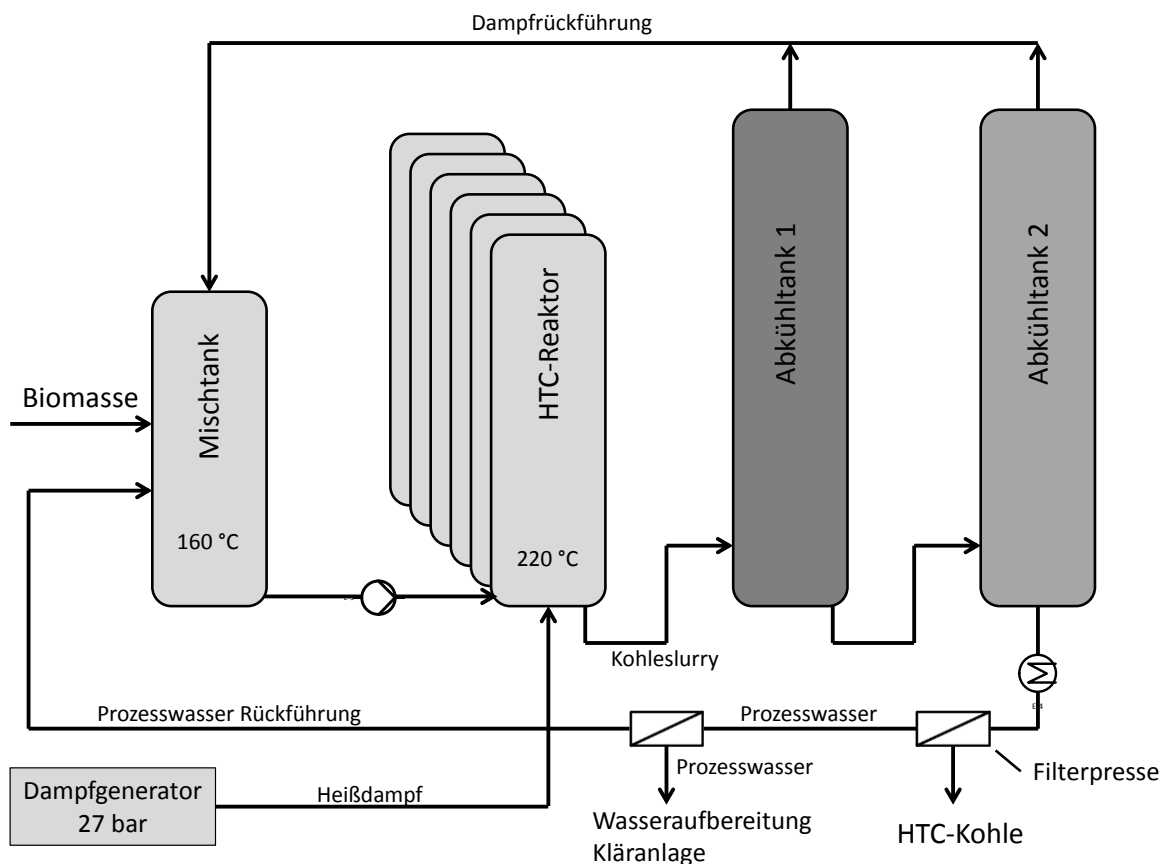 Dampfrückführung
Abkühltank 1
Abkühltank 2
HTC-Reaktor
Mischtank
Biomasse
160 °C
220 °C
Kohleslurry
Prozesswasser Rückführung
Prozesswasser
Prozesswasser
Filterpresse
Dampfgenerator
27 bar
Heißdampf
Wasseraufbereitung
Kläranlage
HTC-Kohle